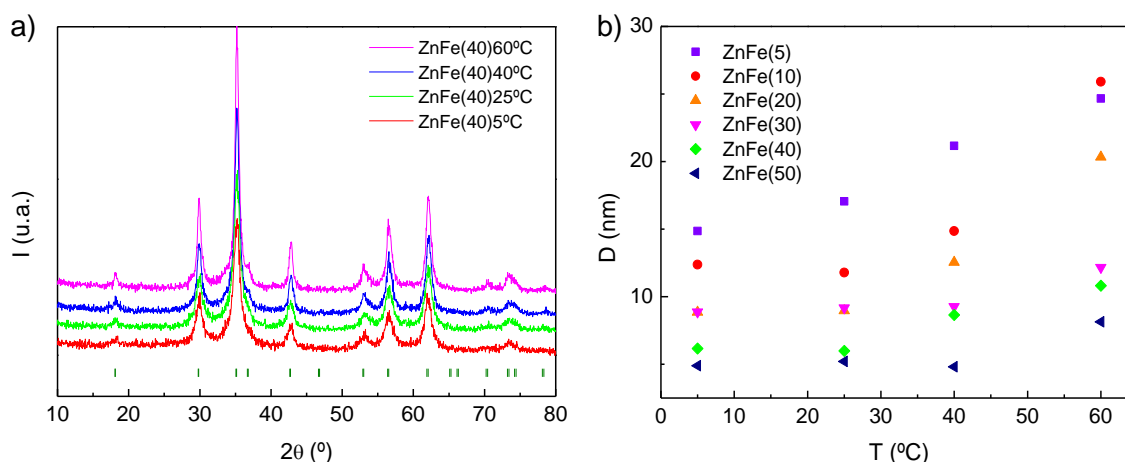 a)
ZnFe(40)60ºC
ZnFe(40)40ºC
ZnFe(40)25ºC
ZnFe(40)5ºC
I (u.a.)
10 20 30 40 50 60 70 80
2θ (º)
b)
30
20
10
D (nm)
ZnFe(5)
ZnFe(10)
ZnFe(20)
ZnFe(30)
ZnFe(40)
ZnFe(50)
0 10 20 30 40 50 60
T (ºC)